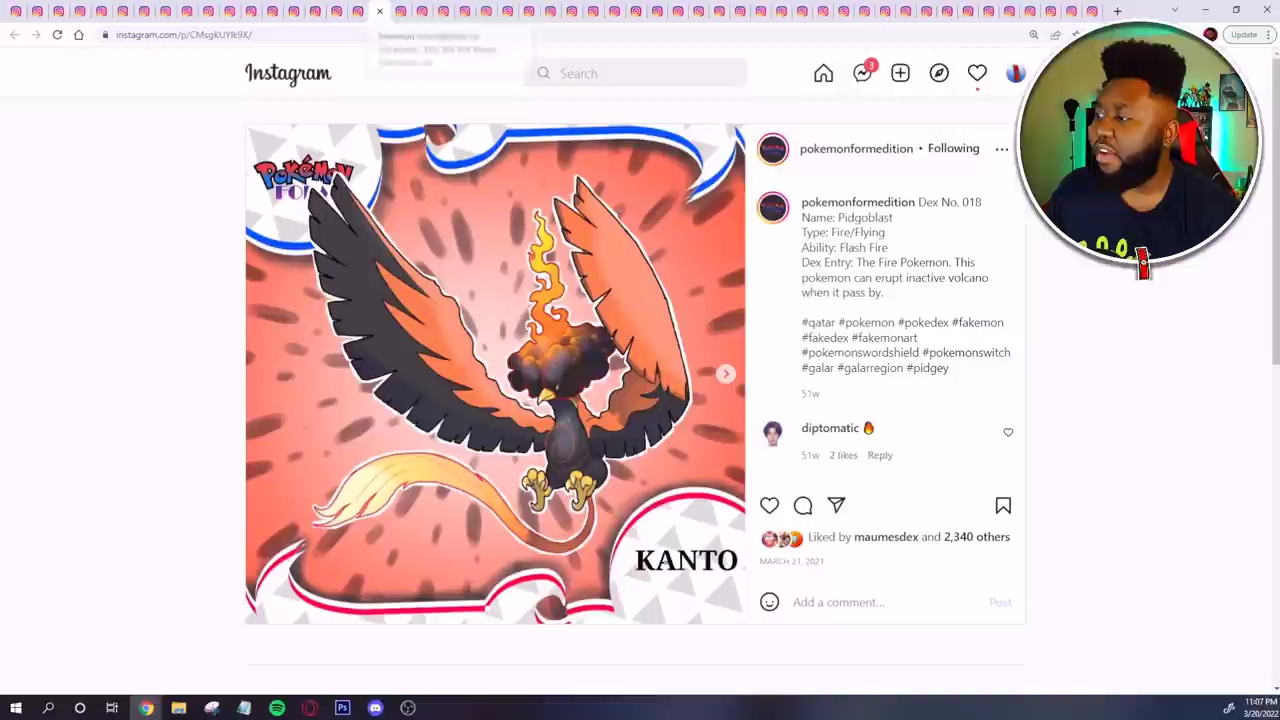 instagram.com/p/CMsgKUYIk9X/
Update
Instagram
Search
3
POKéMON
pokemonformedition • Following
pokemonformedition Dex No. 018
Name: Pidgoblast
Type: Fire/Flying
Ability: Flash Fire
Dex Entry: The Fire Pokemon. This
pokemon can erupt inactive volcano
when it pass by.
#qatar #pokemon #pokedex #fakemon
#fakedex #fakemonart
#pokemonswordshield #pokemonswitch
#galar #galarregion #pidgey
51w
diptomatic 🔥
51w 2 likes Reply
Liked by maumesdex and 2,340 others
MARCH 21, 2021
Add a comment...
Post
KANTO
11:07 PM
3/20/2022